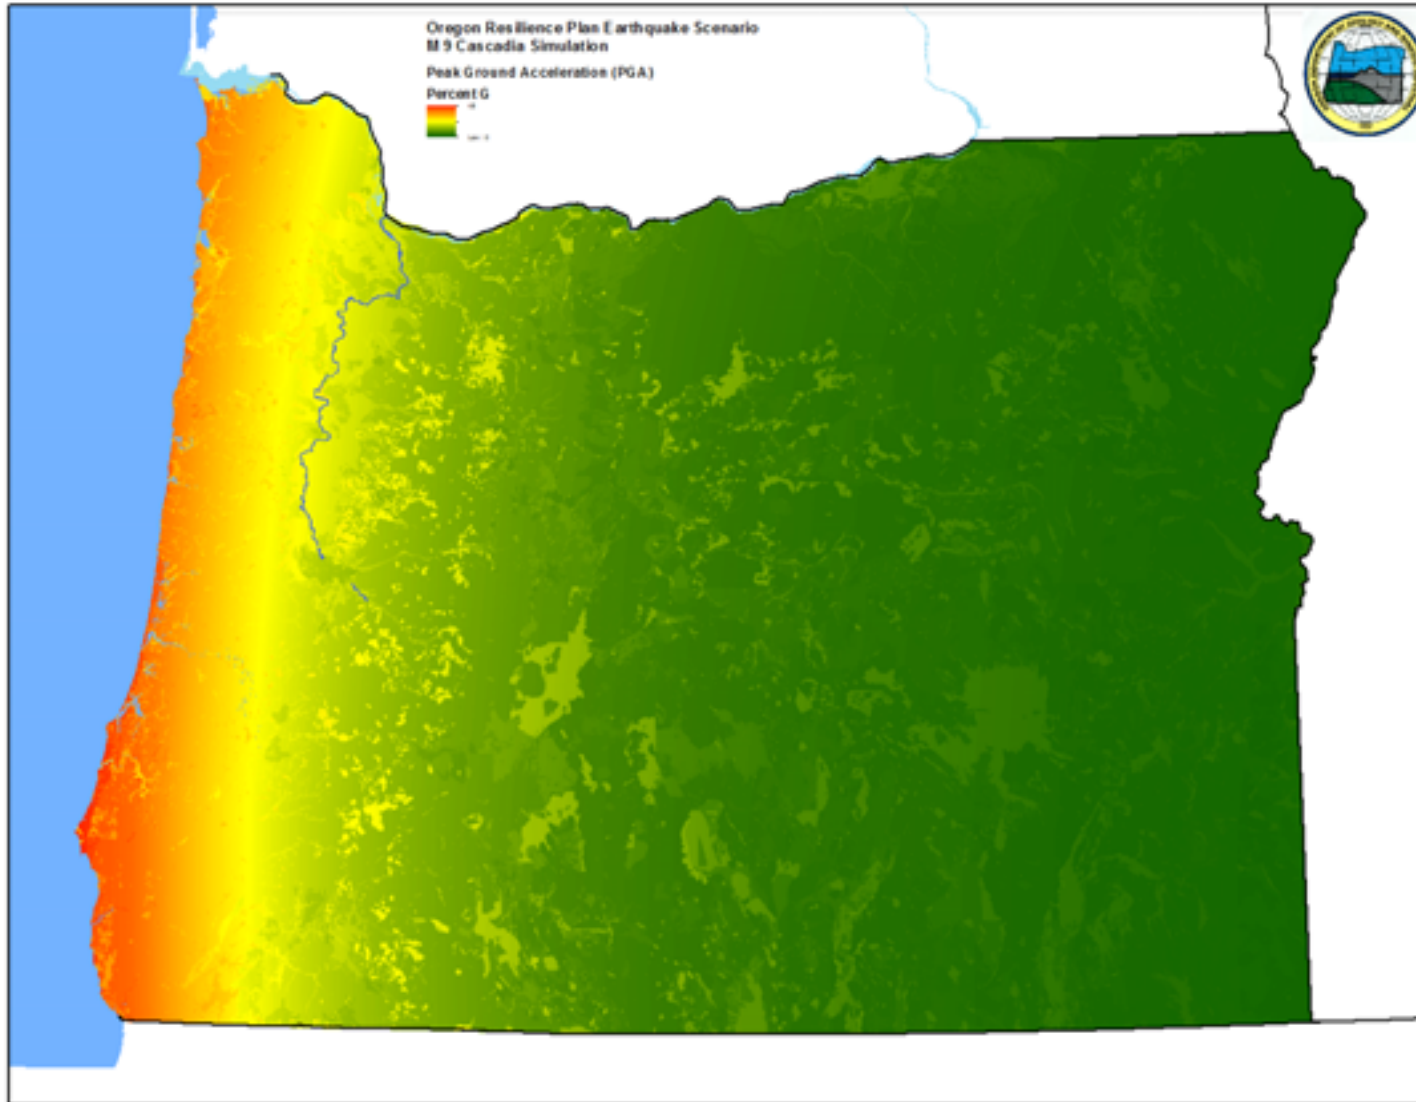 Oregon Resilience Plan Earthquake Scenario
M 9 Cascadia Simulation
Peak Ground Acceleration (PGA)
Percent G